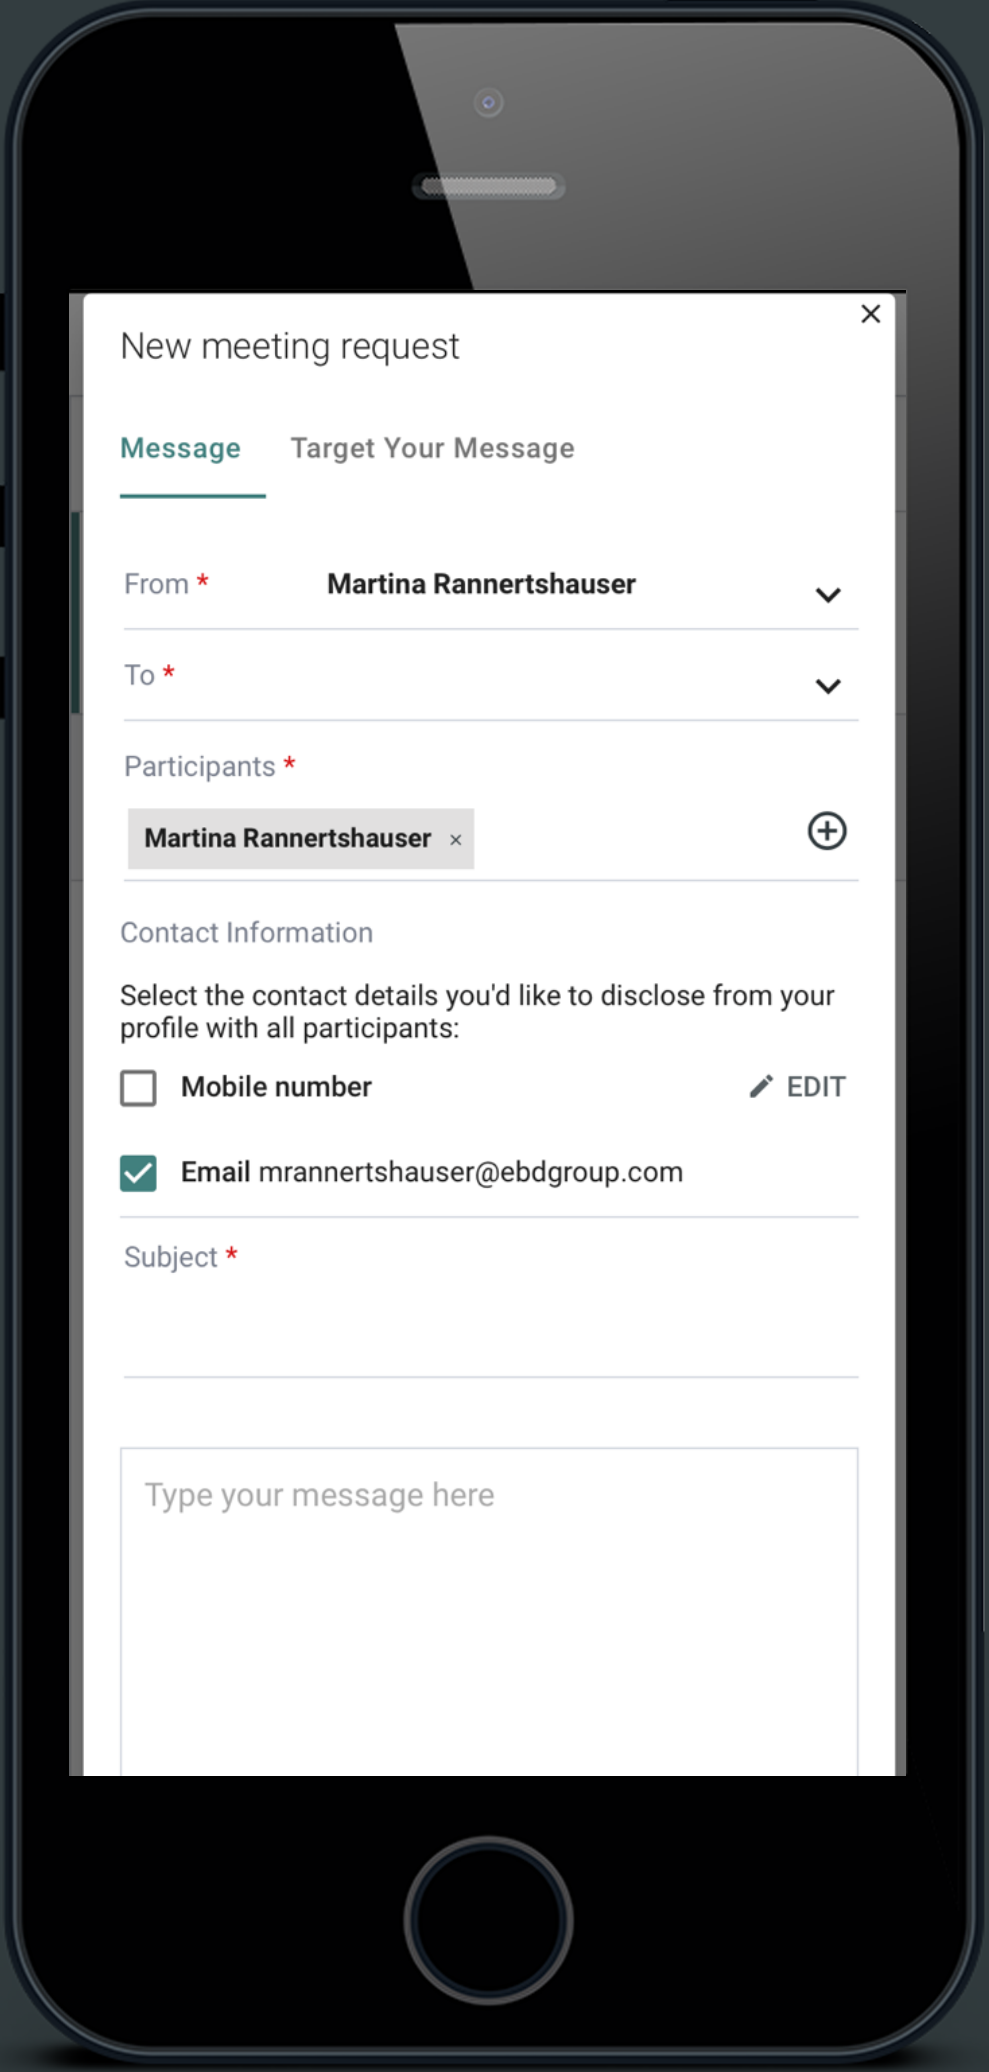 New meeting request
Message Target Your Message
From * Martina Rannertshauser
To *
Participants *
Martina Rannertshauser ×
Contact Information
Select the contact details you'd like to disclose from your
profile with all participants:
Mobile number EDIT
Email mrannertshauser@ebdgroup.com
Subject *
Type your message here